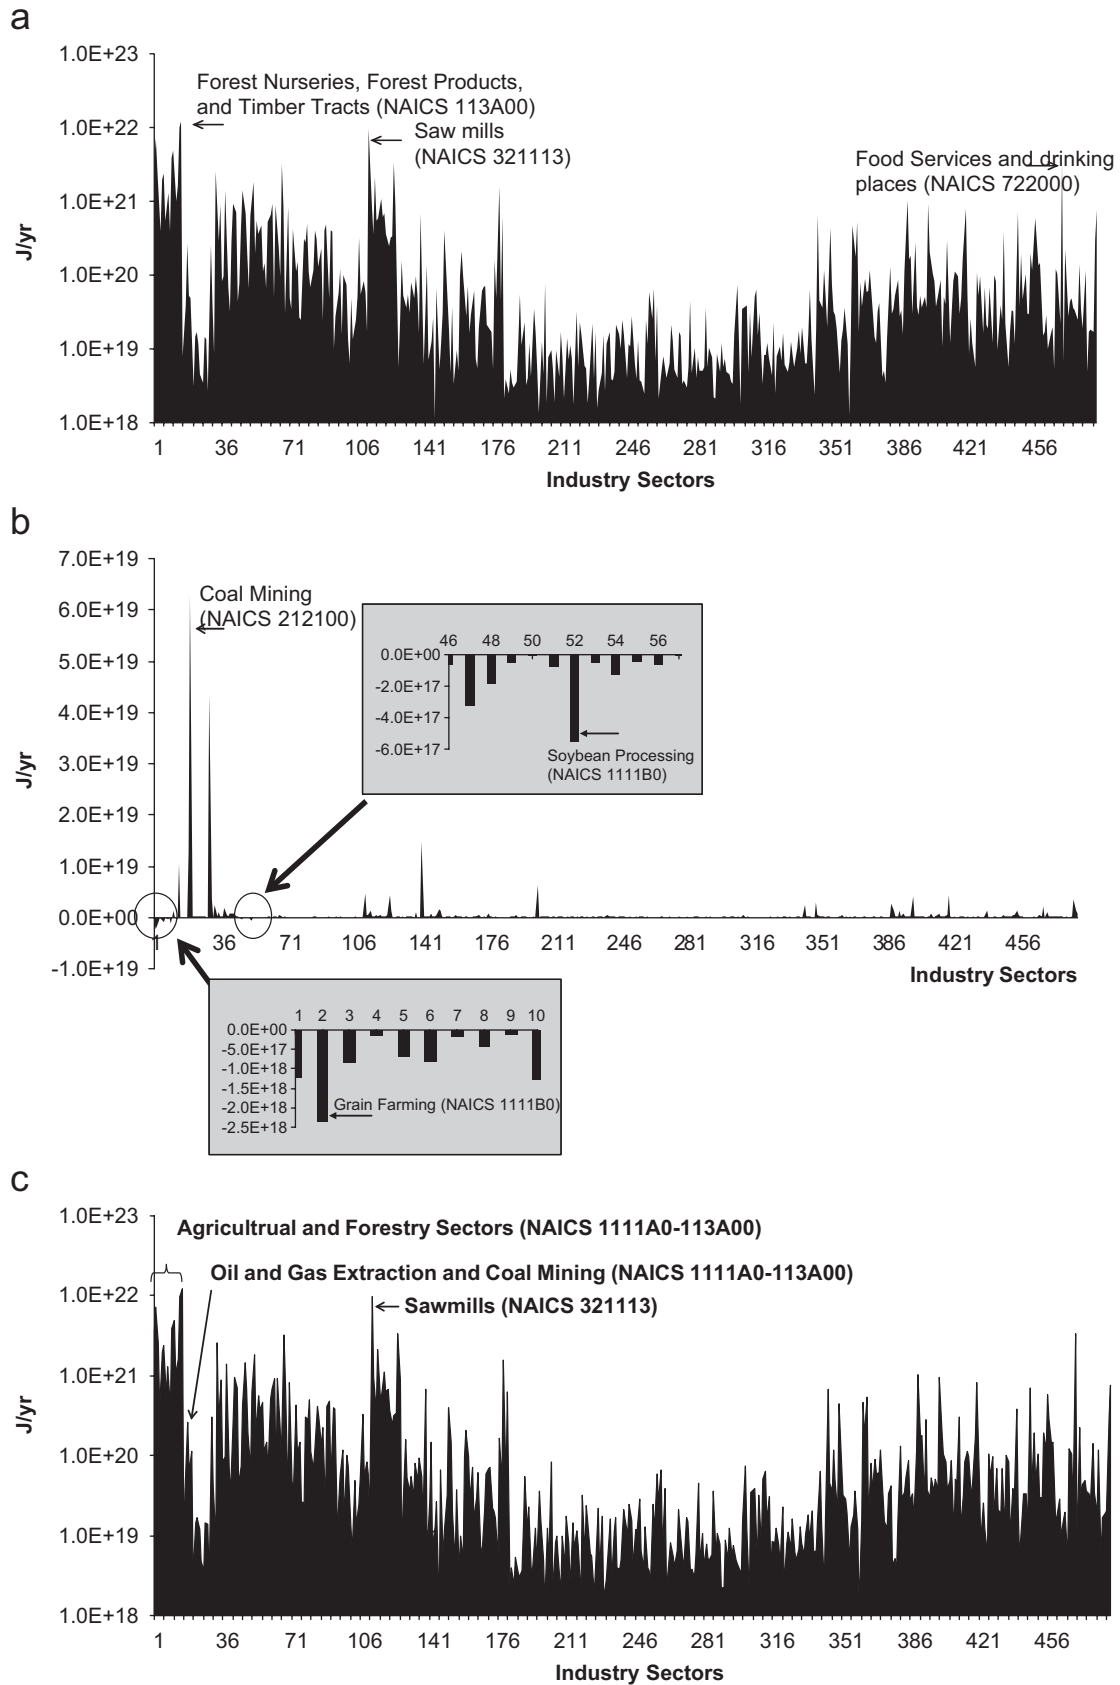 a
1.0E+23
Forest Nurseries, Forest Products,
and Timber Tracts (NAICS 113A00)
1.0E+22
Saw mills
(NAICS 321113)
Food Services and drinking
places (NAICS 722000)
1.0E+21
J/yr
1.0E+20
1.0E+19
1.0E+18
1 36 71 106 141 176 211 246 281 316 351 386 421 456
Industry Sectors
b
7.0E+19
Coal Mining
(NAICS 212100)
6.0E+19
5.0E+19
4.0E+19
J/yr
3.0E+19
2.0E+19
1.0E+19
0.0E+00
-1.0E+19
46 48 50 52 54 56
0.0E+00
-2.0E+17
-4.0E+17
-6.0E+17
Soybean Processing
(NAICS 1111B0)
1 36 71 106 141 176 211 246 281 316 351 386 421 456
Industry Sectors
1 2 3 4 5 6 7 8 9 10
0.0E+00
-5.0E+17
-1.0E+18
-1.5E+18
-2.0E+18
-2.5E+18
Grain Farming (NAICS 1111B0)
c
1.0E+23
Agricultrual and Forestry Sectors (NAICS 1111A0-113A00)
Oil and Gas Extraction and Coal Mining (NAICS 1111A0-113A00)
1.0E+22
Sawmills (NAICS 321113)
1.0E+21
J/yr
1.0E+20
1.0E+19
1.0E+18
1 36 71 106 141 176 211 246 281 316 351 386 421 456
Industry Sectors